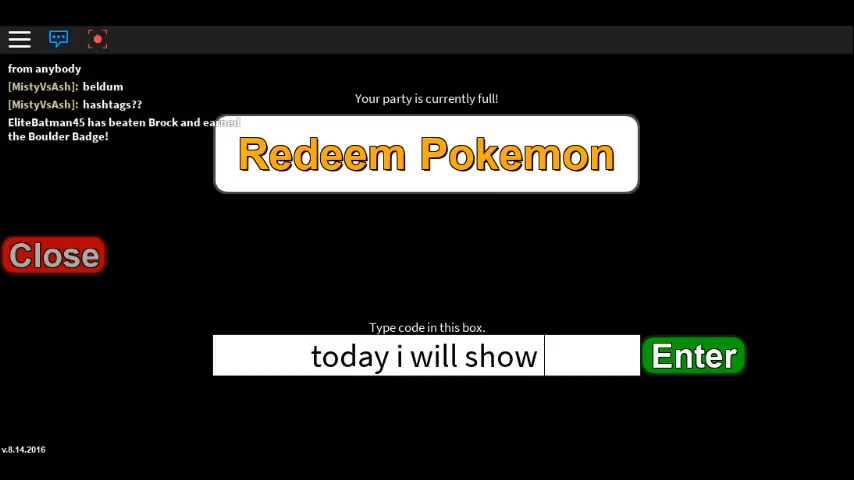 from anybody
[MistyVsAsh]: beldum
[MistyVsAsh]: hashtags??
EliteBatman45 has beaten Brock and earned
the Boulder Badge!
Your party is currently full!
Redeem Pokemon
Close
Type code in this box.
today i will show
Enter
v.8.14.2016